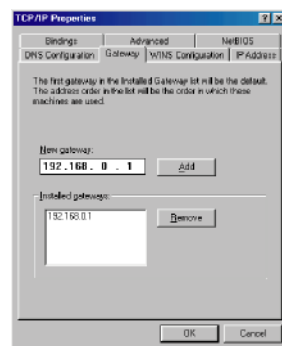 TCP/IP Properties
Bindings Advanced NetBIOS
DNS Configuration Gateway WINS Configuration IP Address
The first gateway in the Installed Gateway list will be the default.
The address order in the list will be the order in which these
machines are used.
New gateway:
192.168. 0 . 1 Add
Installed gateways:
192.168.0.1 Remove
OK Cancel